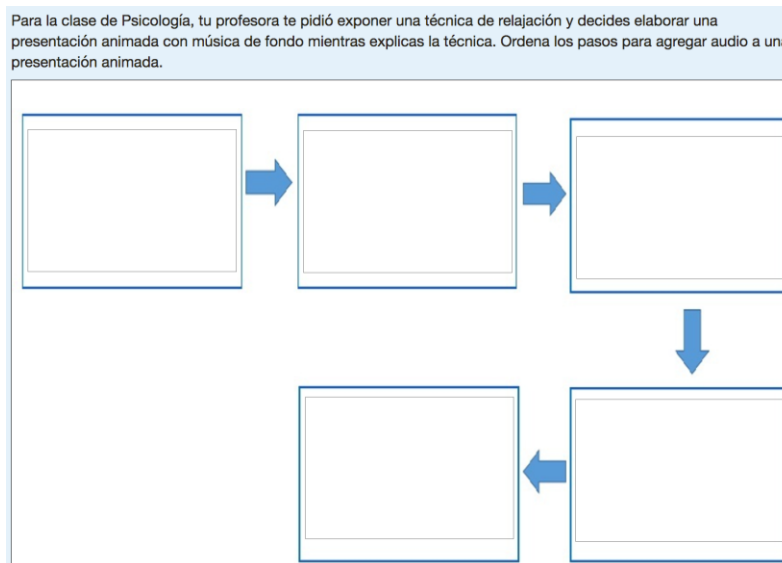 Para la clase de Psicología, tu profesora te pidió exponer una técnica de relajación y decides elaborar una
presentación animada con música de fondo mientras explicas la técnica. Ordena los pasos para agregar audio a
presentación animada.